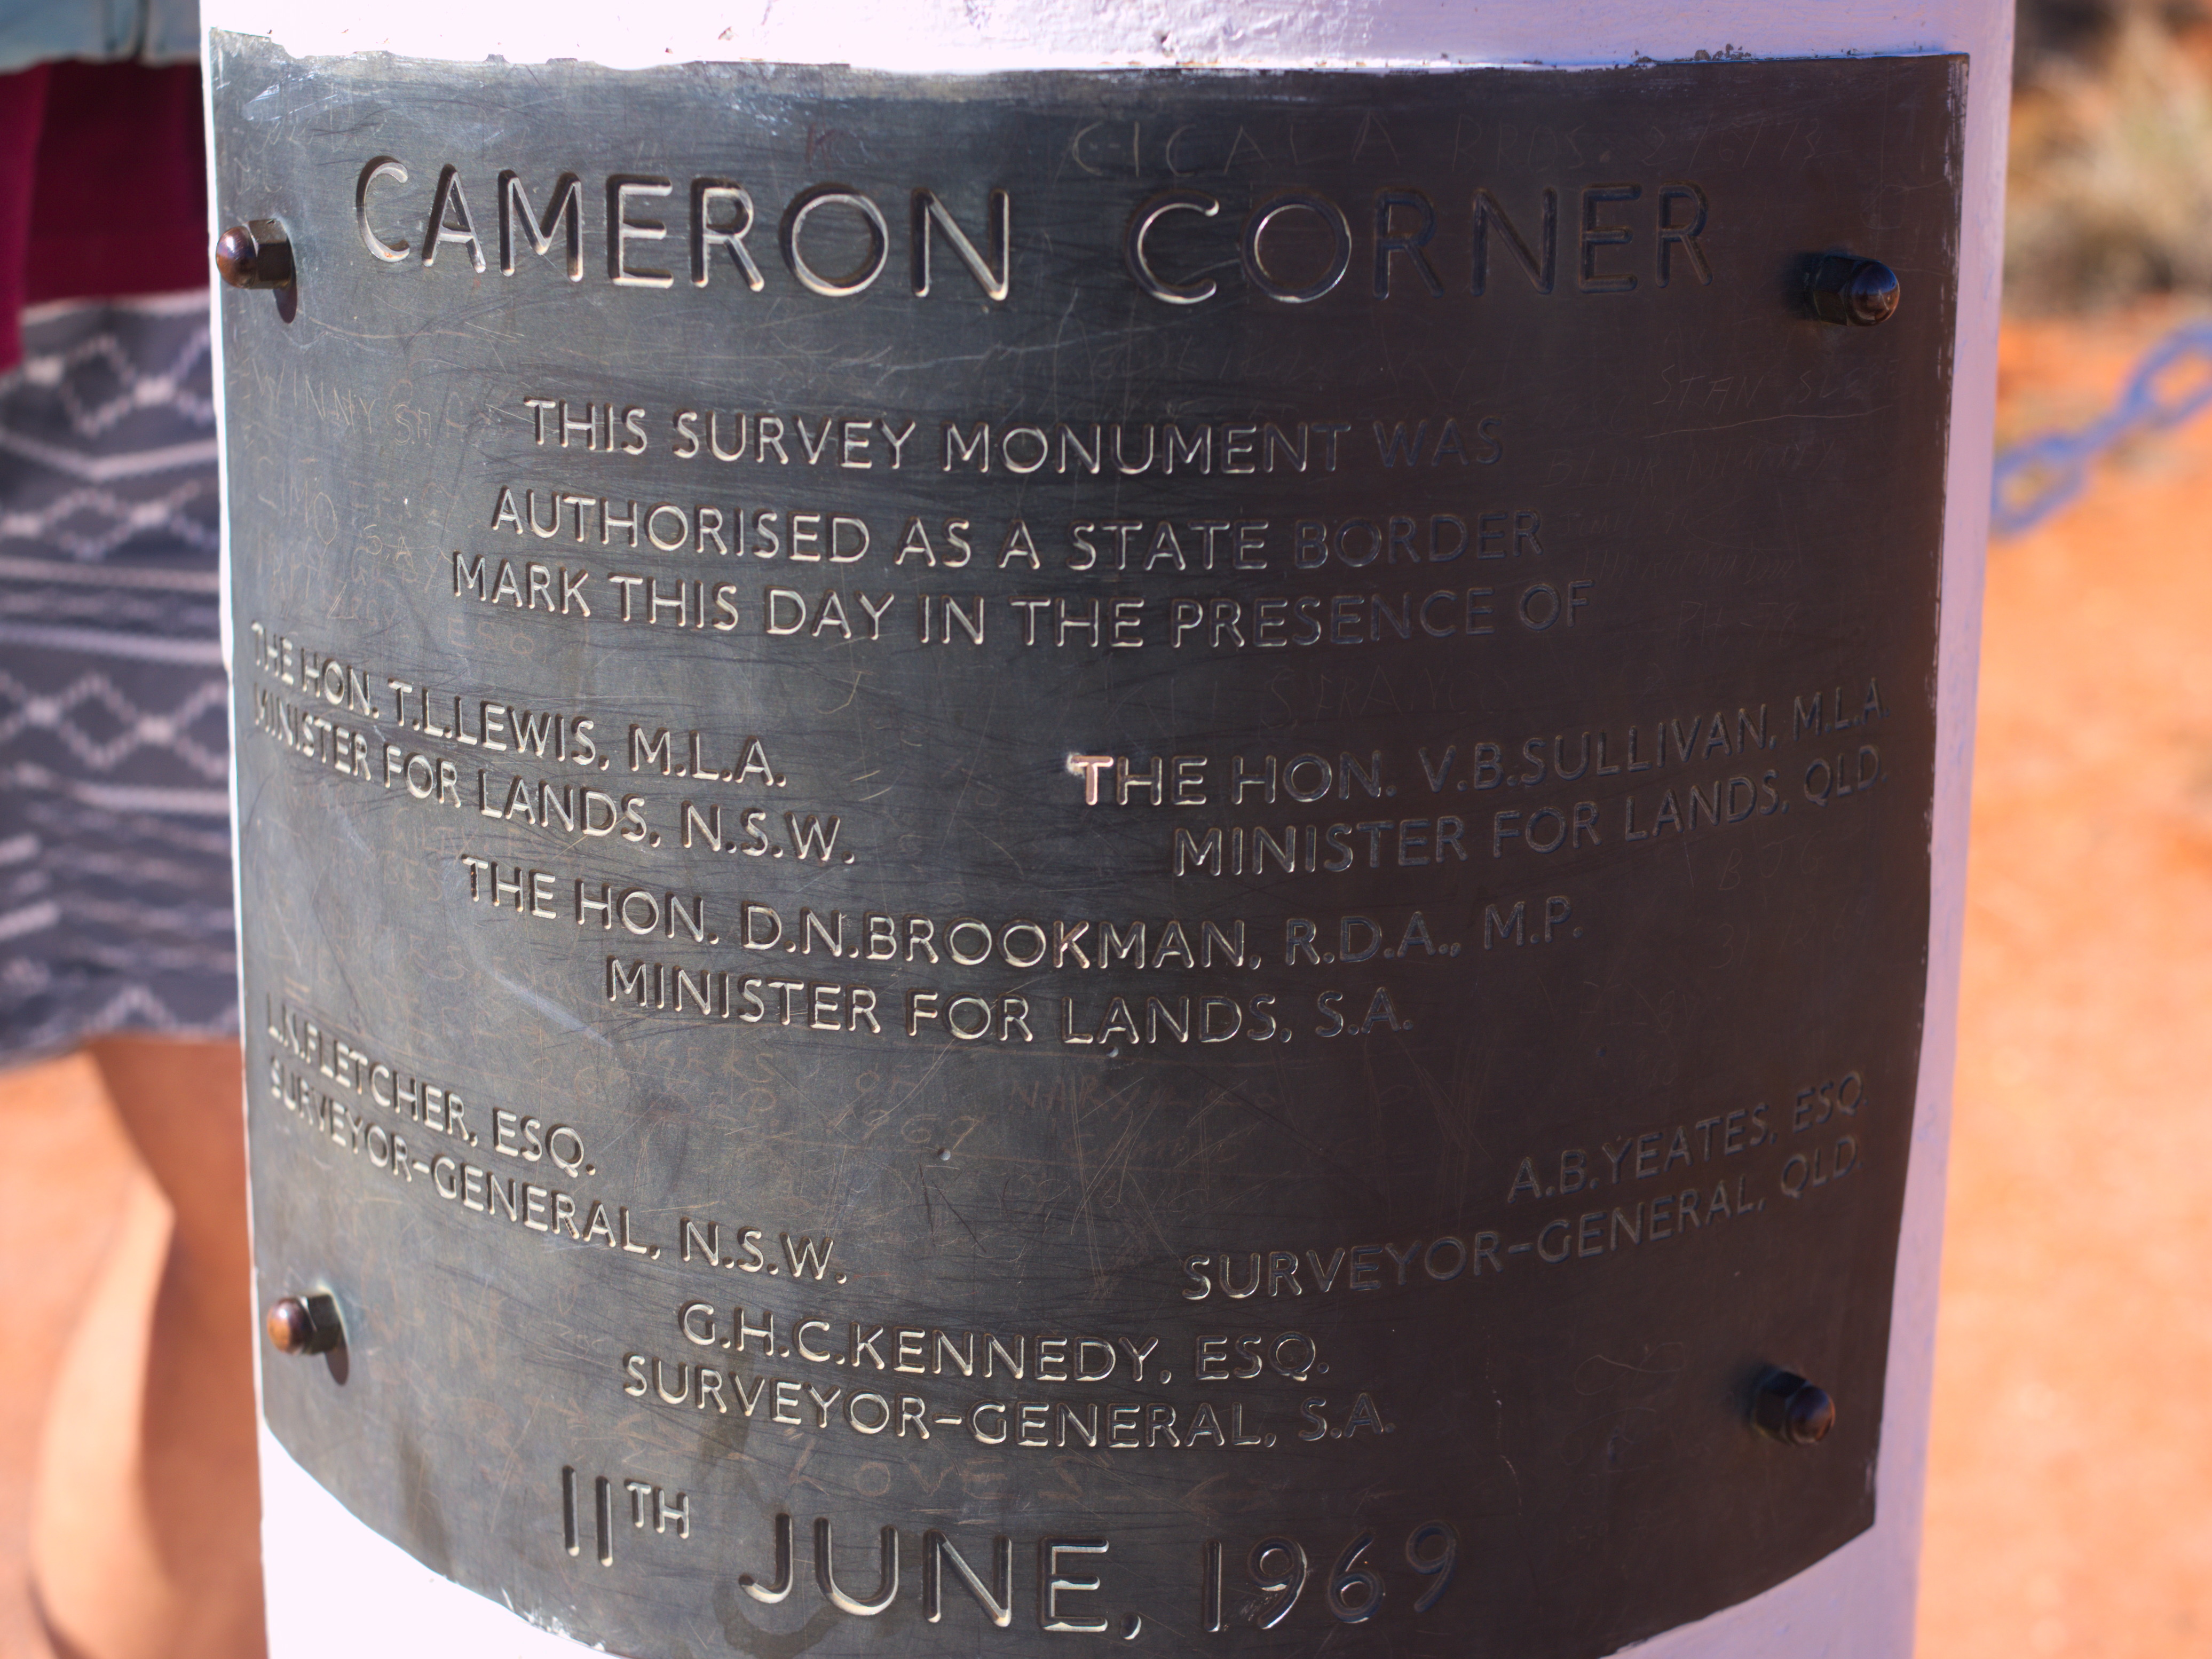 CAMERON CORNER
THIS SURVEY MONUMENT WAS
AUTHORISED AS A STATE BORDER
MARK THIS DAY IN THE PRESENCE OF
THE HON. T.L.LEWIS, M.L.A.
MINISTER FOR LANDS, N.S.W.
THE HON. V.B.SULLIVAN, M.L.A.
MINISTER FOR LANDS, QLD.
THE HON. D.N.BROOKMAN, R.D.A., M.P.
MINISTER FOR LANDS, S.A.
L.N.FLETCHER, ESQ.
SURVEYOR-GENERAL, N.S.W.
A.B.YEATES, ESQ.
SURVEYOR-GENERAL, QLD.
G.H.C.KENNEDY, ESQ.
SURVEYOR-GENERAL, S.A.
LOVES
11TH JUNE, 1969